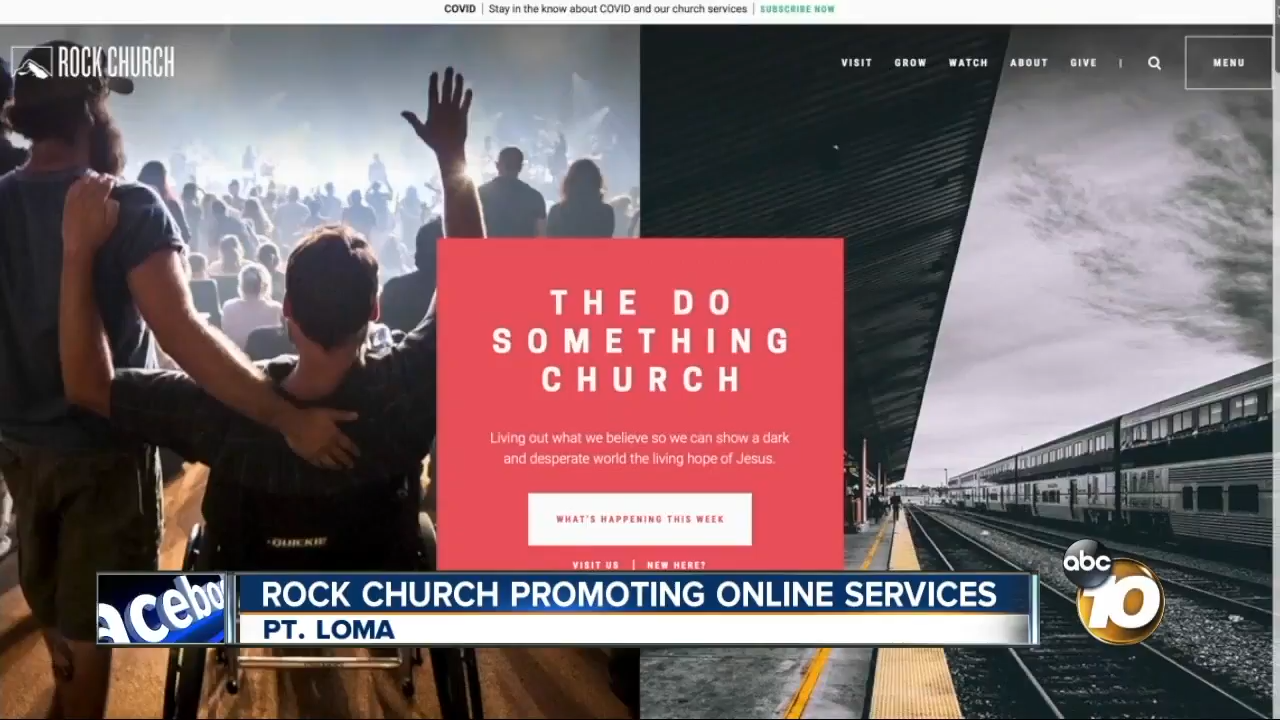 COVID | Stay in the know about COVID and our church services | SUBSCRIBE NOW
ROCK CHURCH
VISIT GROW WATCH ABOUT GIVE | MENU
THE DO
SOMETHING
CHURCH
Living out what we believe so we can show a dark
and desperate world the living hope of Jesus.
WHAT'S HAPPENING THIS WEEK
VISIT US | NEW HERE?
QUICKIE
acebo
ROCK CHURCH PROMOTING ONLINE SERVICES
PT. LOMA
abc
10